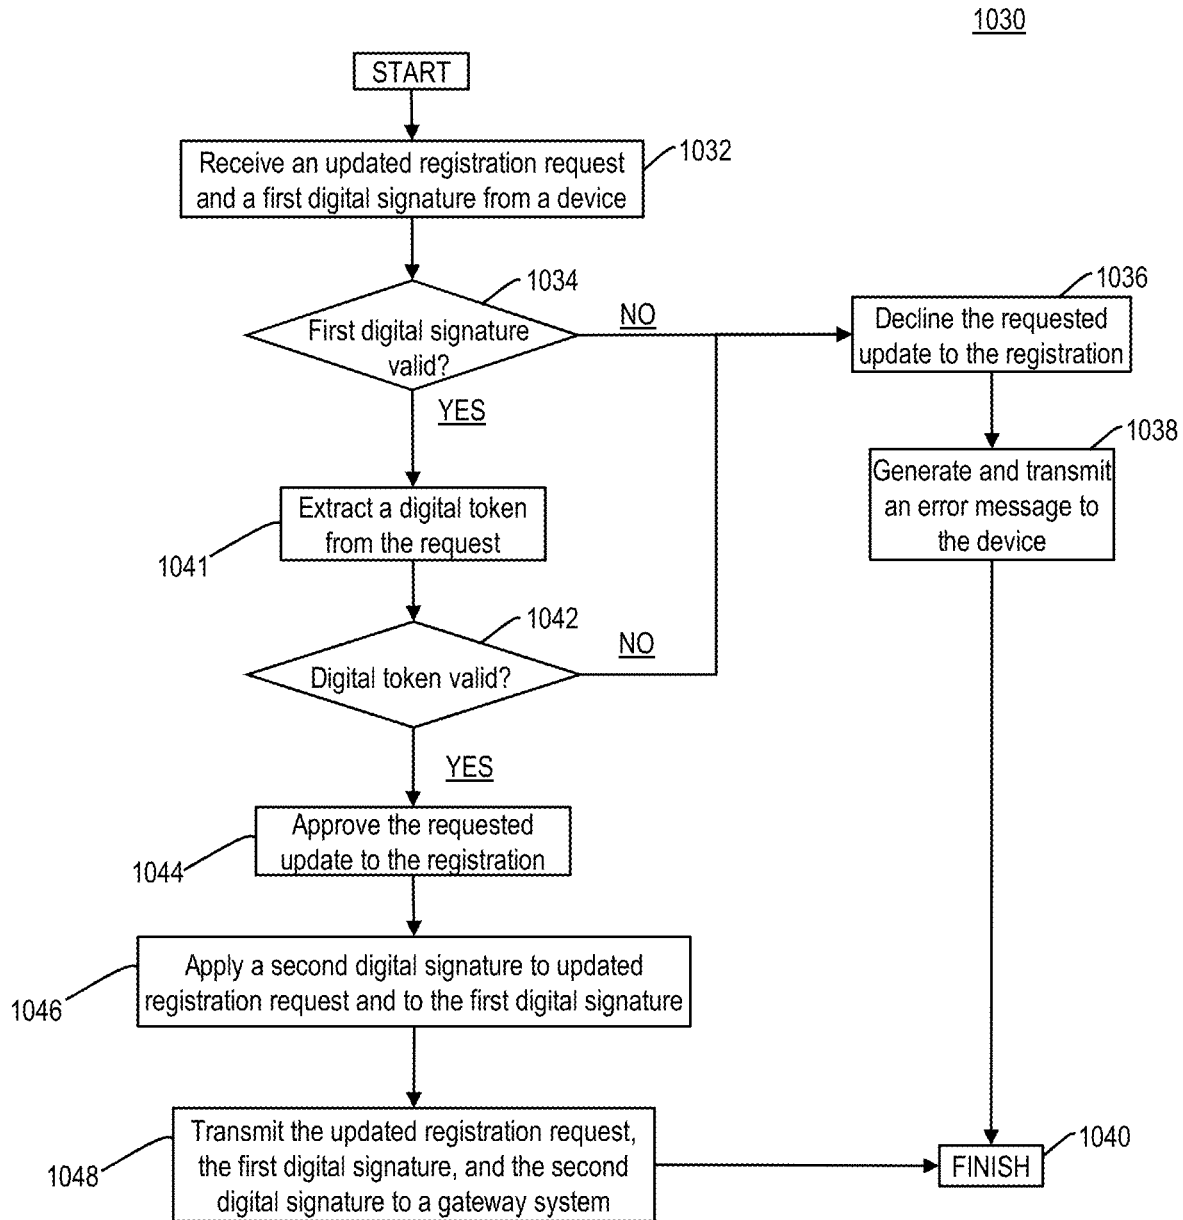 1030
START
Receive an updated registration request
and a first digital signature from a device
1032
First digital signature
valid?
1034
NO
YES
Decline the requested
update to the registration
1036
Generate and transmit
an error message to
the device
1038
Extract a digital token
from the request
1041
Digital token valid?
1042
NO
YES
Approve the requested
update to the registration
1044
Apply a second digital signature to updated
registration request and to the first digital signature
1046
Transmit the updated registration request,
the first digital signature, and the second
digital signature to a gateway system
1048
FINISH
1040